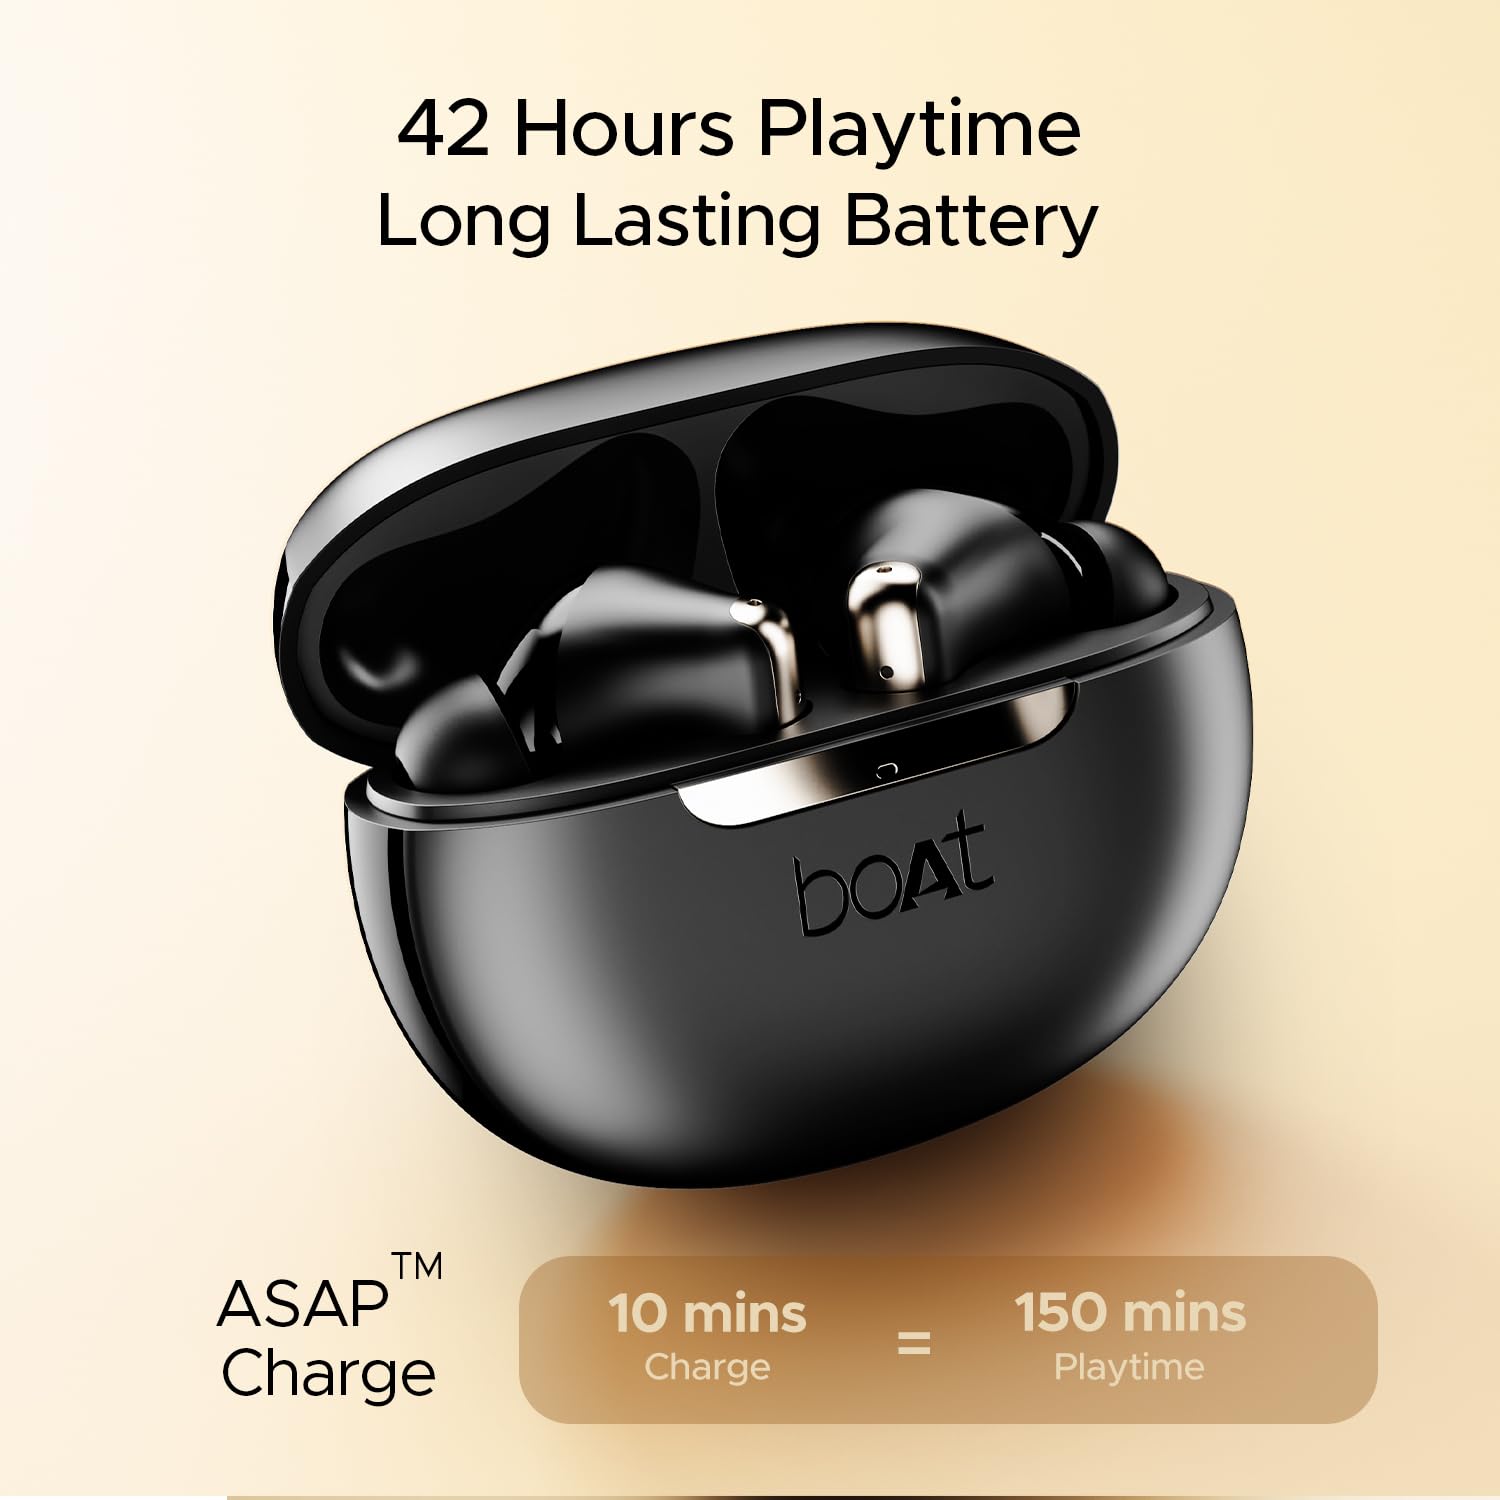 42 Hours Playtime
Long Lasting Battery
boAt
ASAP™
Charge
10 mins
Charge
=
150 mins
Playtime